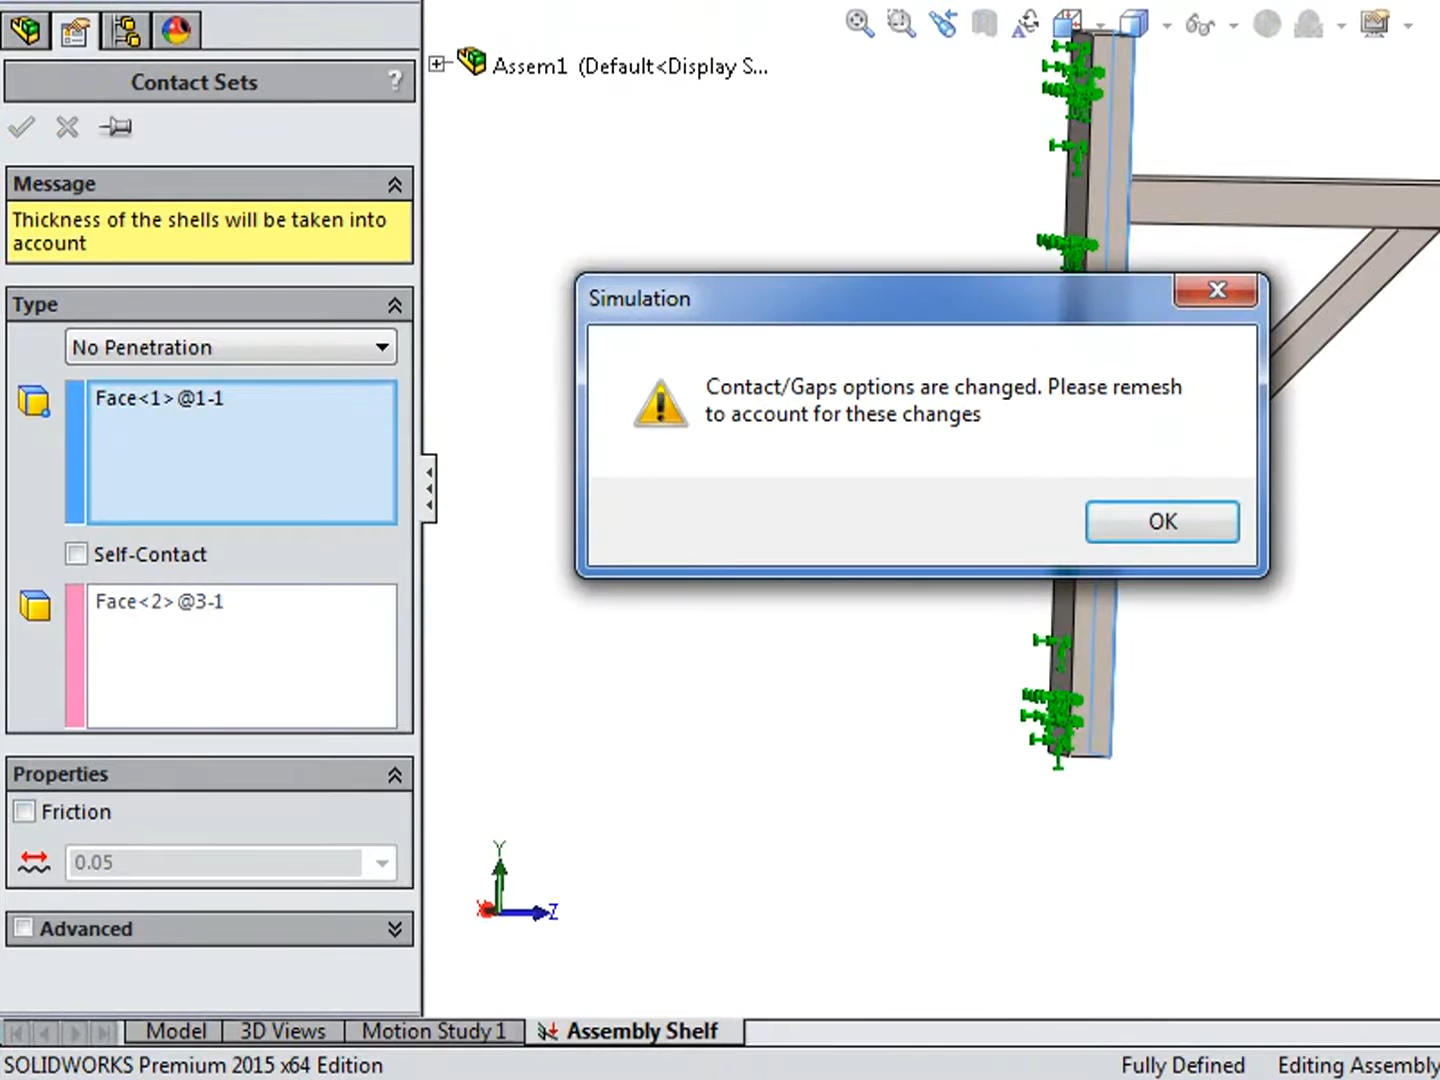 Assem1 (Default<Display S...
Contact Sets
?
Message
Thickness of the shells will be taken into
account
Type
No Penetration
Face<1>@1-1
Self-Contact
Face<2>@3-1
Properties
Friction
0.05
Advanced
Simulation
Contact/Gaps options are changed. Please remesh
to account for these changes
OK
Y
X
Z
Model
3D Views
Motion Study 1
Assembly Shelf
SOLIDWORKS Premium 2015 x64 Edition
Fully Defined
Editing Assembly